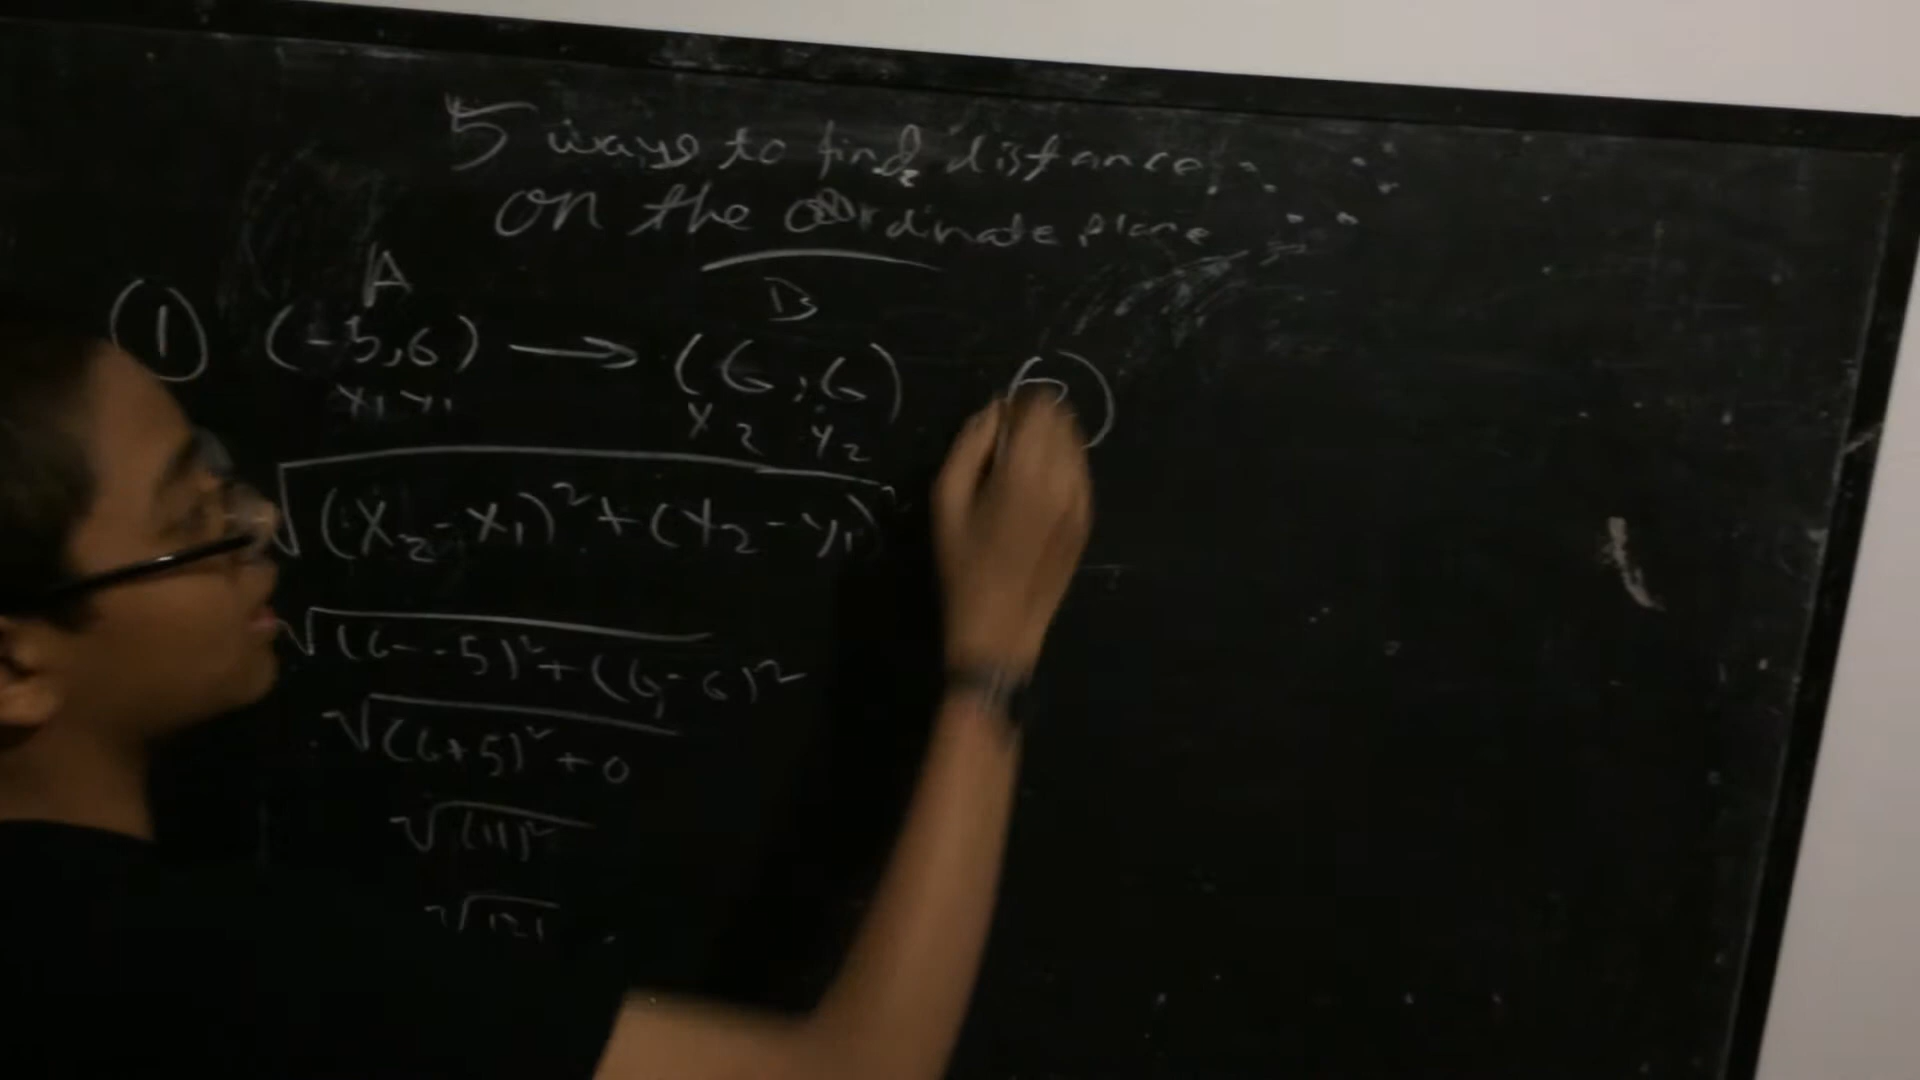 5 ways to find distance
on the coordinate plane
A B
① (-5,6) → (6,6) ②
x₁ y₁ x₂ y₂
√(x₂-x₁)²+(y₂-y₁)²
√(6--5)²+(6-6)²
√(6+5)²+0
√(11)²
√121